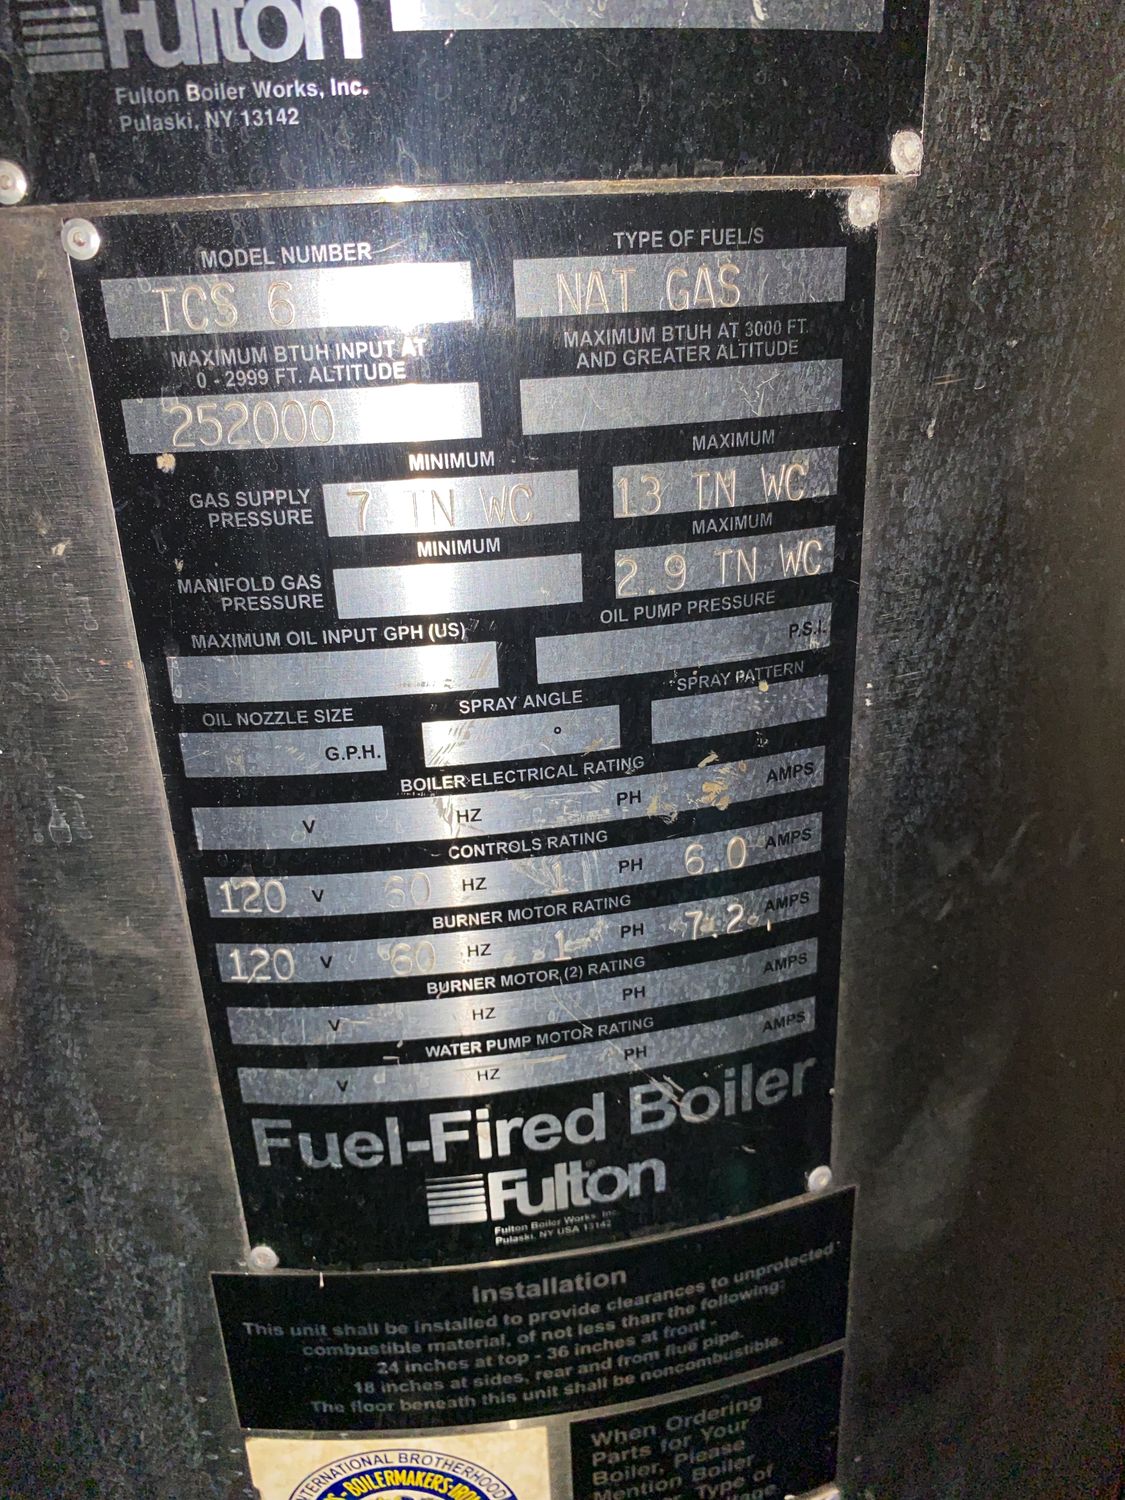 Fulton
Fulton Boiler Works, Inc.
Pulaski, NY 13142
MODEL NUMBER
TYPE OF FUEL/S
TCS 6
NAT GAS
MAXIMUM BTUH INPUT AT
0 - 2999 FT. ALTITUDE
MAXIMUM BTUH AT 3000 FT.
AND GREATER ALTITUDE
252000
MINIMUM
MAXIMUM
GAS SUPPLY
PRESSURE
7 IN WC
13 IN WC
MINIMUM
MAXIMUM
MANIFOLD GAS
PRESSURE
2.9 IN WC
MAXIMUM OIL INPUT GPH (US)
OIL PUMP PRESSURE
P.S.I.
OIL NOZZLE SIZE
SPRAY ANGLE
SPRAY PATTERN
G.P.H.
°
BOILER ELECTRICAL RATING
V HZ PH AMPS
CONTROLS RATING
120 V 60 HZ 1 PH 6.0 AMPS
BURNER MOTOR RATING
120 V 60 HZ 1 PH 7.2 AMPS
BURNER MOTOR (2) RATING
V HZ PH AMPS
WATER PUMP MOTOR RATING
V HZ PH AMPS
Fuel-Fired Boiler
Fulton
Fulton Boiler Works, Inc.
Pulaski, NY USA 13142
Installation
This unit shall be installed to provide clearances to unprotected
combustible material, of not less than the following:
24 inches at top - 36 inches at front -
18 inches at sides, rear and from flue pipe.
The floor beneath this unit shall be noncombustible.
When Ordering
Parts for Your
Boiler, Please
Mention Boiler
Type of
INTERNATIONAL BROTHERHOOD
BOILERMAKERS